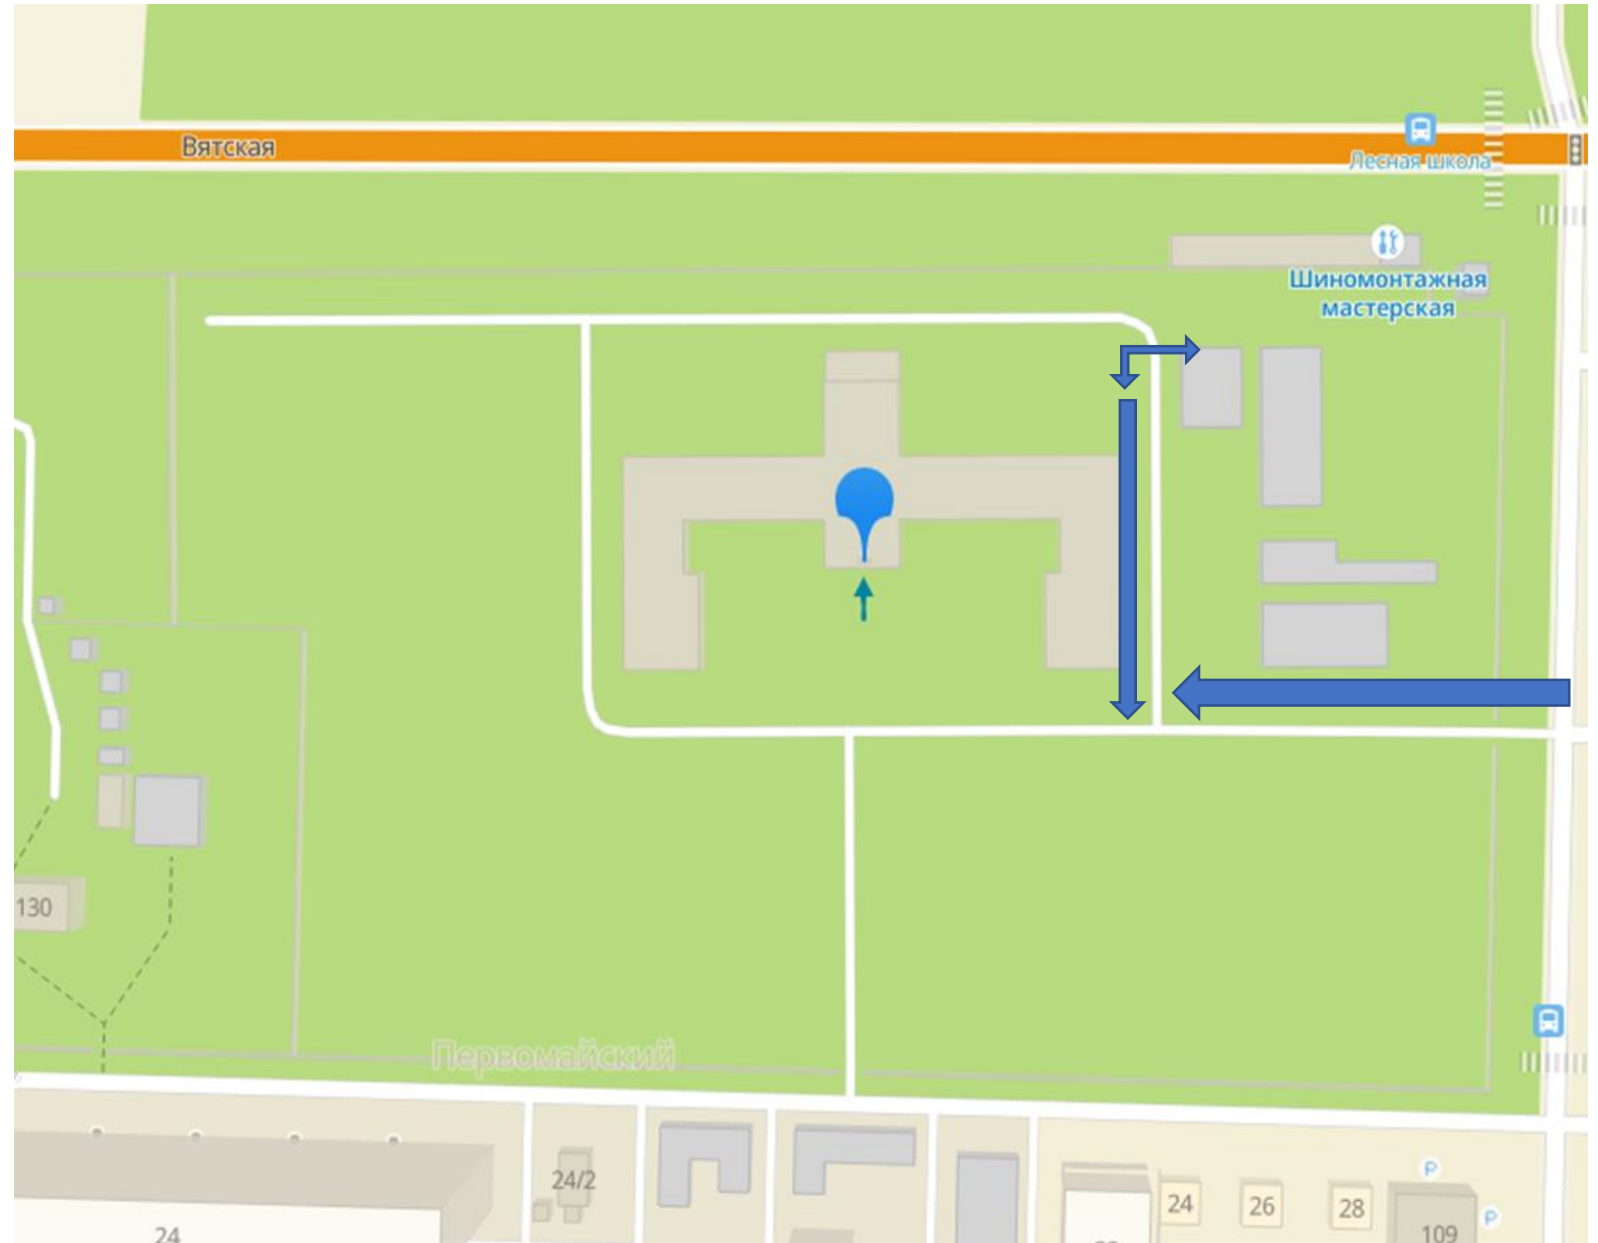 Вятская
Лесная школа
Шиномонтажная
мастерская
130
Первомайский
24/2
24
26
28
P
P
109
24